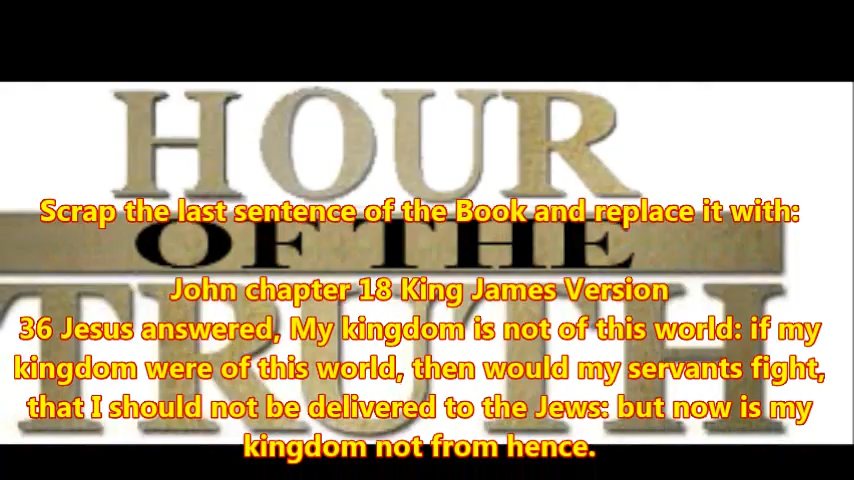 HOUR
Scrap the last sentence of the Book and replace it with:
OF THE
John chapter 18 King James Version
TRUTH
36 Jesus answered, My kingdom is not of this world: if my
kingdom were of this world, then would my servants fight,
that I should not be delivered to the Jews: but now is my
kingdom not from hence.